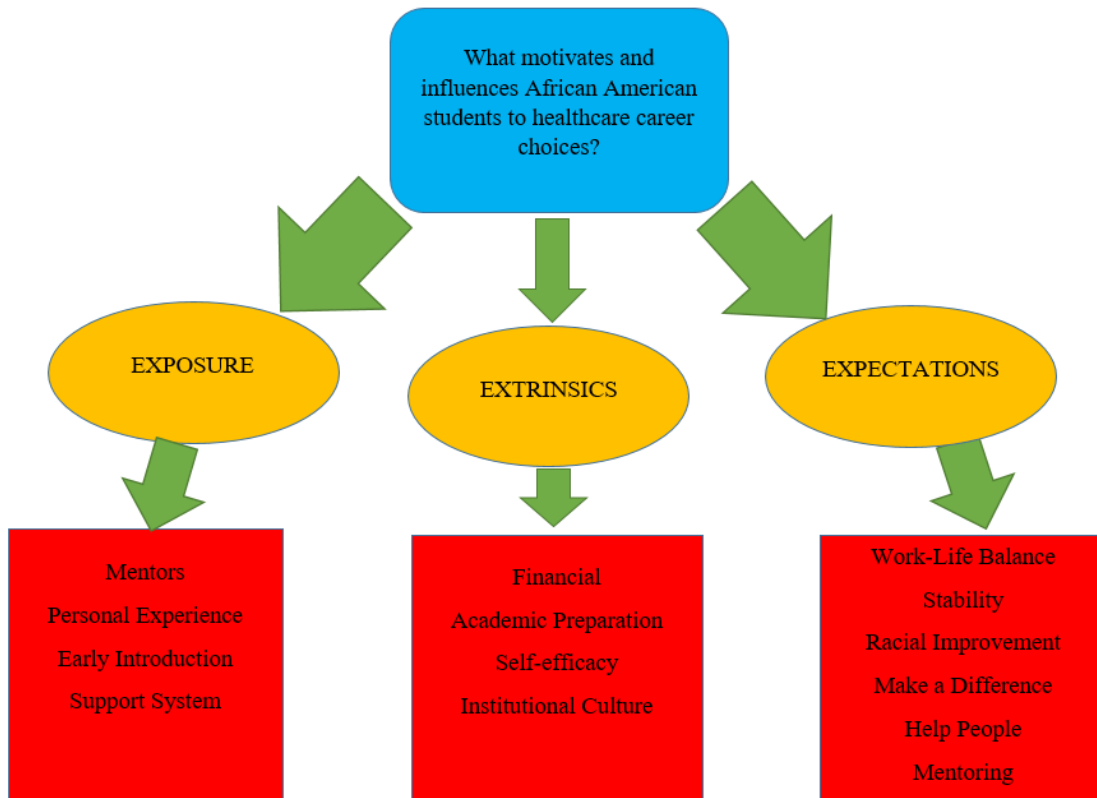 What motivates and
influences African American
students to healthcare career
choices?
EXPOSURE
EXTRINSICS
EXPECTATIONS
Mentors
Personal Experience
Early Introduction
Support System
Financial
Academic Preparation
Self-efficacy
Institutional Culture
Work-Life Balance
Stability
Racial Improvement
Make a Difference
Help People
Mentoring